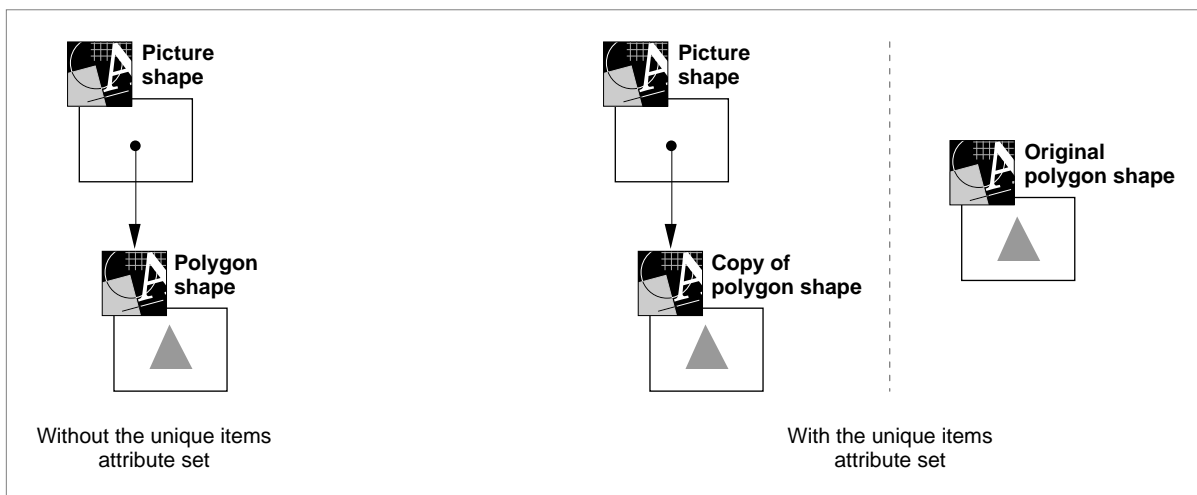 Picture
shape
Polygon
shape
Without the unique items
attribute set
Picture
shape
Copy of
polygon shape
Original
polygon shape
With the unique items
attribute set